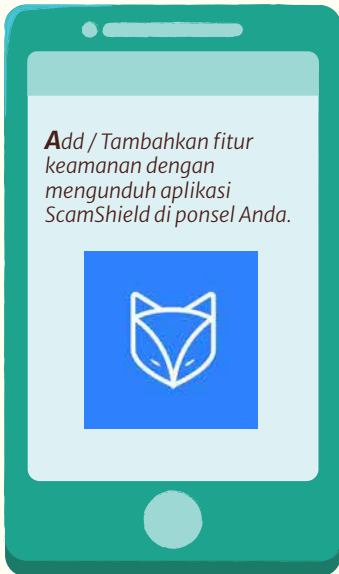 Add / Tambahkan fitur
keamanan dengan
mengunduh aplikasi
ScamShield di ponsel Anda.